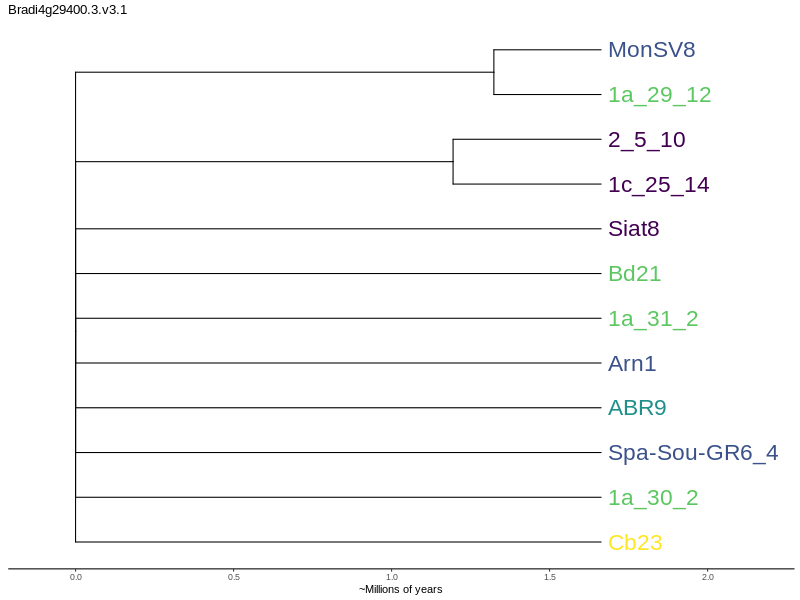 Bradi4g29400.3.v3.1
MonSV8
1a_29_12
2_5_10
1c_25_14
Siat8
Bd21
1a_31_2
Arn1
ABR9
Spa-Sou-GR6_4
1a_30_2
Cb23
0.0 0.5 1.0 1.5 2.0
~Millions of years